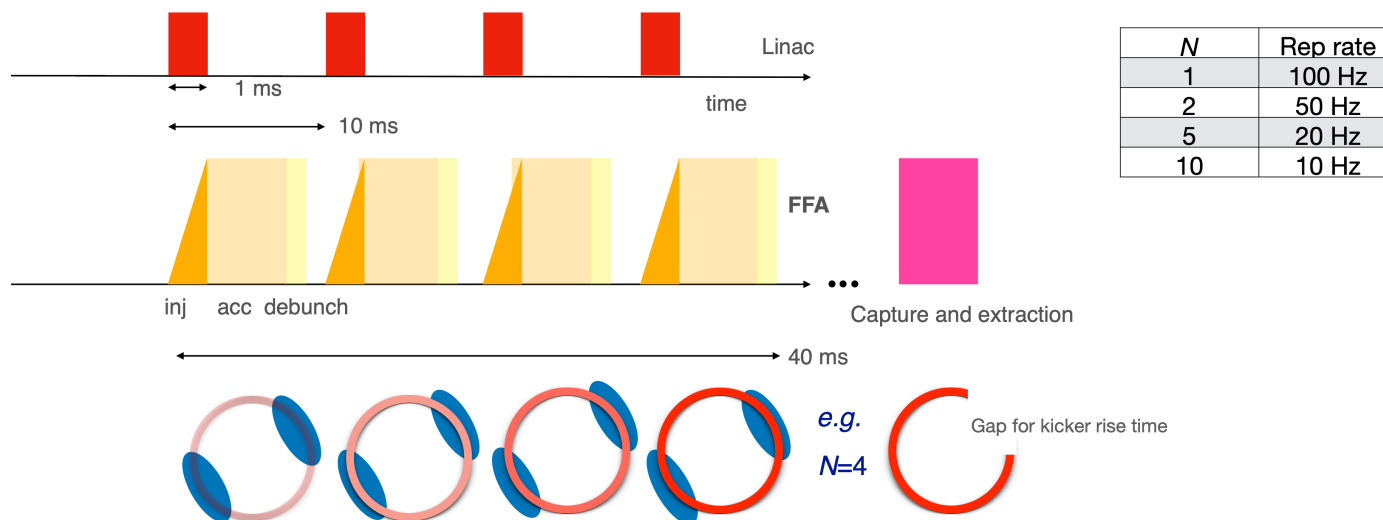 Linac
1 ms
time
10 ms
N Rep rate
1 100 Hz
2 50 Hz
5 20 Hz
10 10 Hz
FFA
...
inj acc debunch
Capture and extraction
40 ms
e.g.
N=4
Gap for kicker rise time